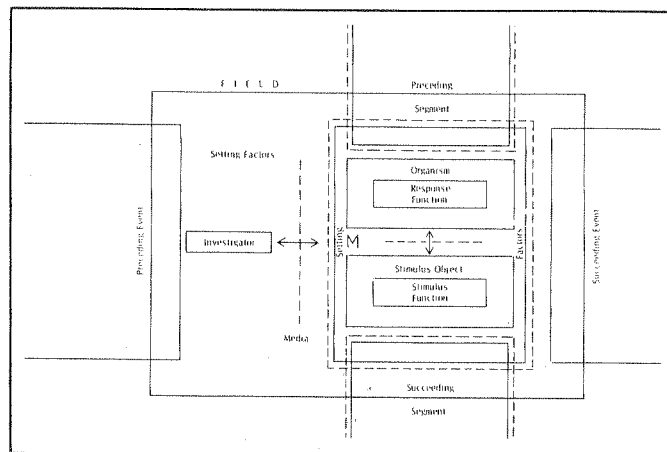 FIELD
Preceding
Segment
Setting Factors
Organism
Response
Function
Preceding Event
Investigator
Setting
M
Factors
Succeeding Event
Stimulus Object
Stimulus
Function
Media
Succeeding
Segment